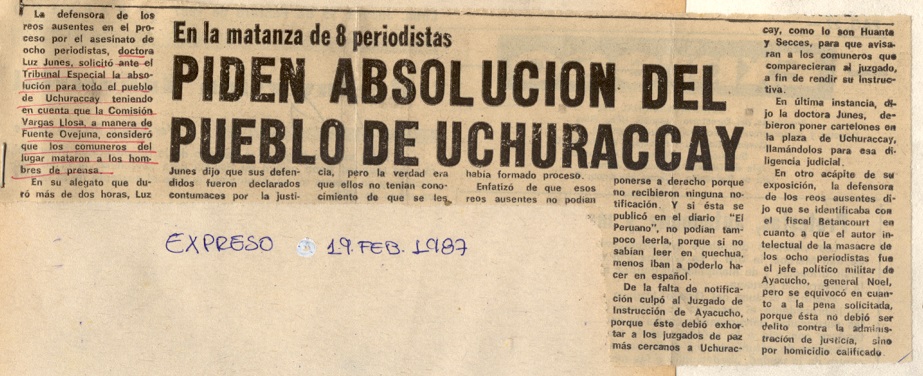 En la matanza de 8 periodistas
PIDEN ABSOLUCION DEL
PUEBLO DE UCHURACCAY
La defensora de los
reos ausentes en el pro-
ceso por el asesinato de
ocho periodistas, doctora
Luz Junes, solicitó ante el
Tribunal Especial la abso-
lución para todo el pueblo
de Uchuraccay teniendo
en cuenta que la Comisión
Vargas Llosa, a manera de
Fuente Ovejuna, consideró
que los comuneros del
lugar mataron a los hom-
bres de prensa.
En su alegato que du-
ró más de dos horas, Luz
Junes dijo que sus defen-
didos fueron declarados
contumaces por la justi-
cia, pero la verdad era
que ellos no tenían cono-
cimiento de que se les
había formado proceso.
Enfatizó de que esos
reos ausentes no podían
ponerse a derecho porque
no recibieron ninguna no-
tificación. Y si ésta se
publicó en el diario "El
Peruano", no podían tam-
poco leerla, porque si no
sabían leer en quechua,
menos iban a poderlo ha-
cer en español.
De la falta de notifi-
cación culpó al Juzgado de
Instrucción de Ayacucho,
porque éste debió exhor-
tar a los juzgados de paz
más cercanos a Uchurac-
cay, como lo son Huanta
y Secces, para que avisa-
ran a los comuneros que
comparecieran al juzgado,
a fin de rendir su instruc-
tiva.
En última instancia, di-
jo la doctora Junes, de-
bieron poner cartelones en
la plaza de Uchuraccay,
llamándolos para esa di-
ligencia judicial.
En otro acápite de su
exposición, la defensora
de los reos ausentes di-
jo que se identificaba con
el fiscal Betancourt en
cuanto a que el autor in-
telectual de la masacre de
los ocho periodistas fue
el jefe político militar de
Ayacucho, general Noel,
pero se equivocó en cuan-
to a la pena solicitada,
porque ésta no debió ser
delito contra la adminis-
tración de justicia, sino
por homicidio calificado.
EXPRESO 19. FEB. 1987